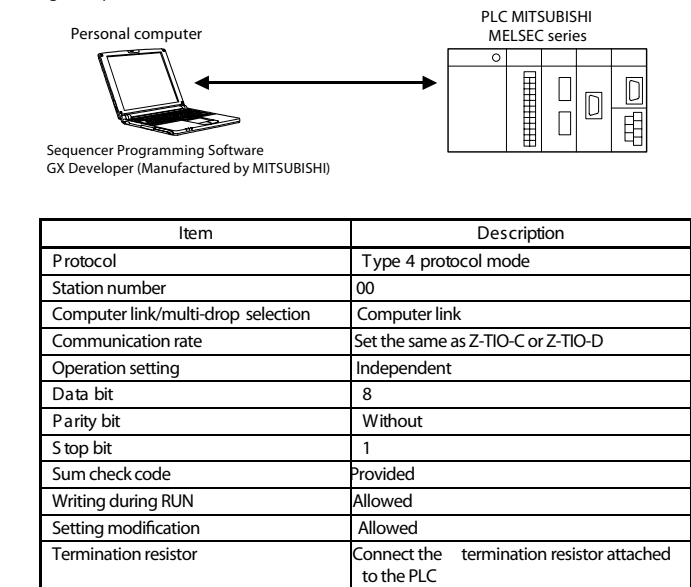 Personal computer
PLC MITSUBISHI
MELSEC series
Sequencer Programming Software
GX Developer (Manufactured by MITSUBISHI)
Item Description
Protocol Type 4 protocol mode
Station number 00
Computer link/multi-drop selection Computer link
Communication rate Set the same as Z-TIO-C or Z-TIO-D
Operation setting Independent
Data bit 8
Parity bit Without
Stop bit 1
Sum check code Provided
Writing during RUN Allowed
Setting modification Allowed
Termination resistor Connect the termination resistor attached
to the PLC